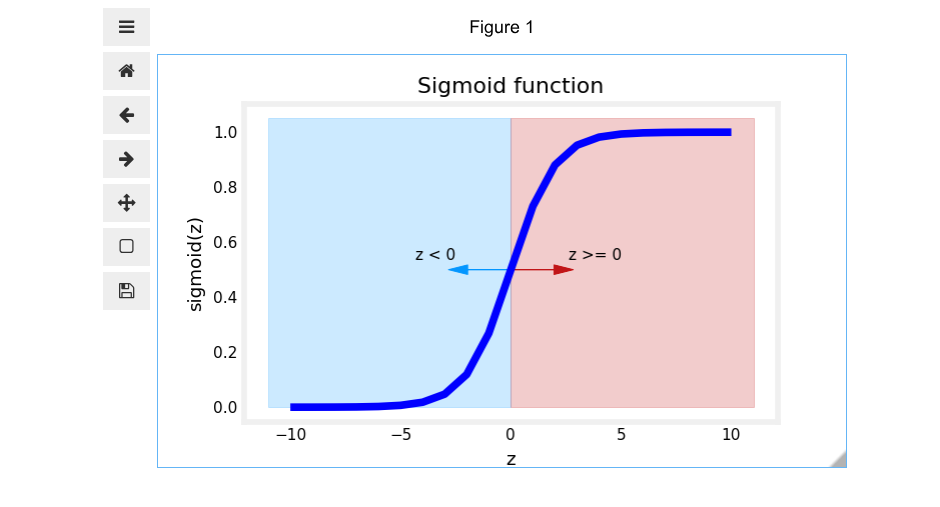 Figure 1
Sigmoid function
1.0
0.8
sigmoid(z)
0.6
z < 0
z >= 0
0.4
0.2
0.0
−10
−5
0
5
10
z